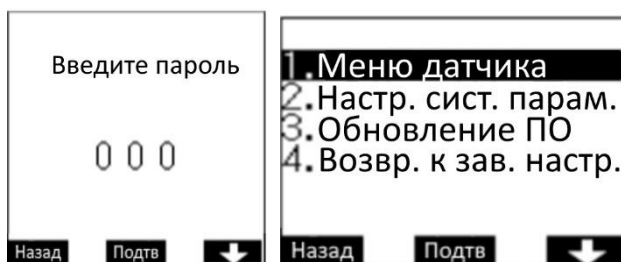 Введите пароль
0 0 0
Назад Подтв
1.Меню датчика
2.Настр. сист. парам.
3.Обновление ПО
4.Возвр. к зав. настр.
Назад Подтв